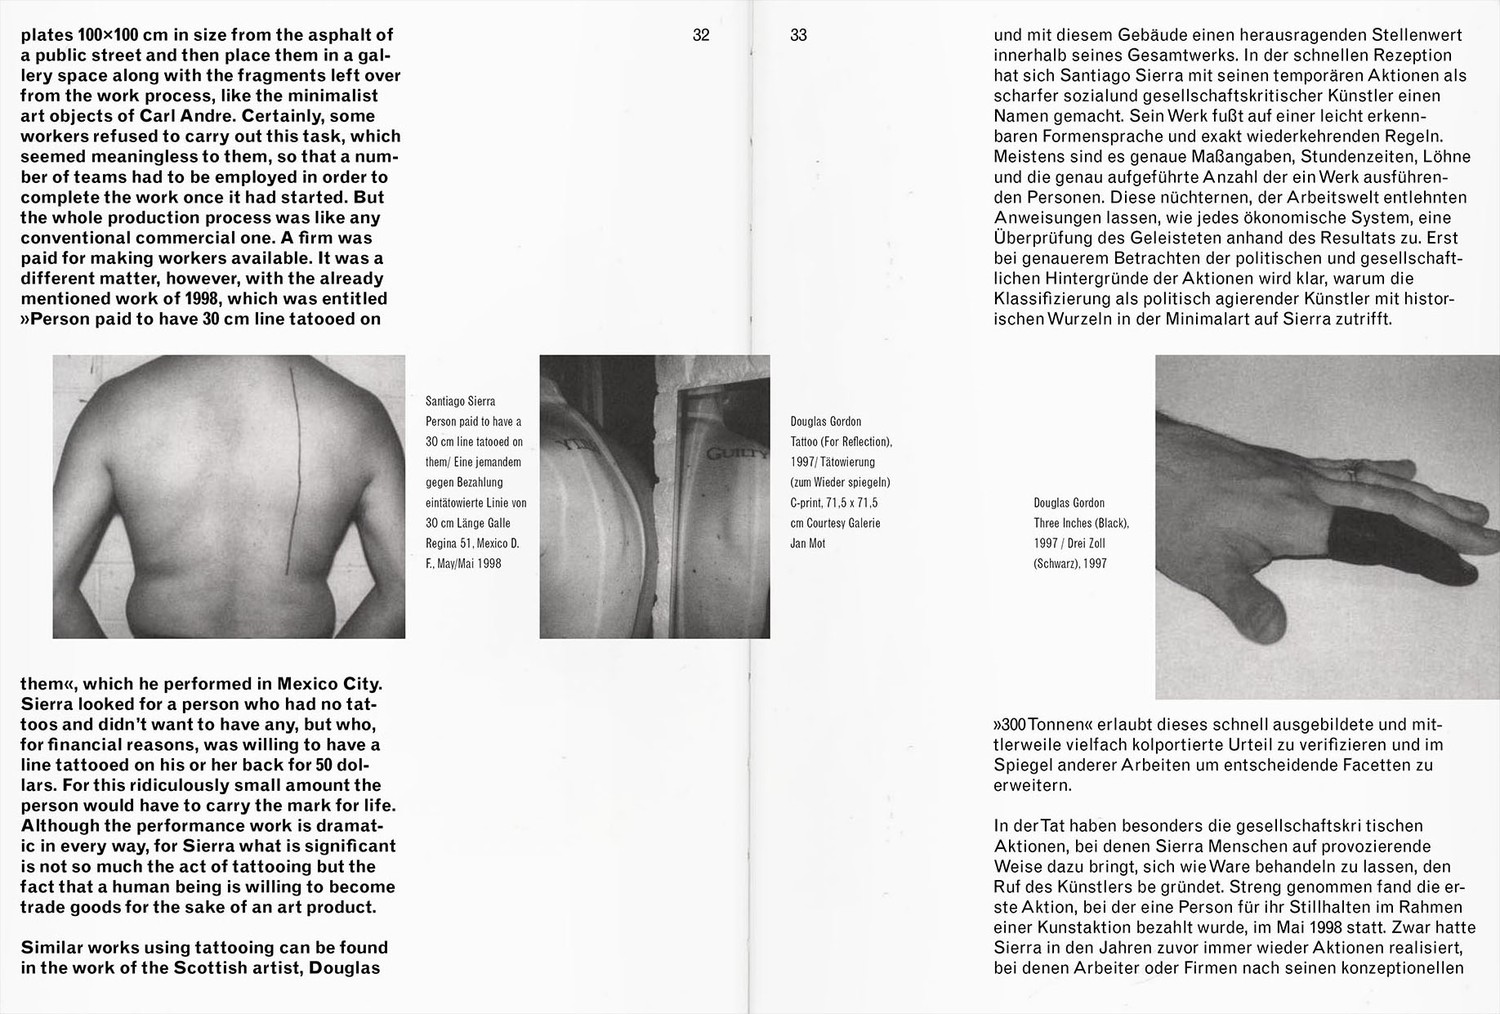 plates 100×100 cm in size from the asphalt of
a public street and then place them in a gal-
lery space along with the fragments left over
from the work process, like the minimalist
art objects of Carl Andre. Certainly, some
workers refused to carry out this task, which
seemed meaningless to them, so that a num-
ber of teams had to be employed in order to
complete the work once it had started. But
the whole production process was like any
conventional commercial one. A firm was
paid for making workers available. It was a
different matter, however, with the already
mentioned work of 1998, which was entitled
»Person paid to have 30 cm line tatooed on
Santiago Sierra
Person paid to have a
30 cm line tatooed on
them/ Eine jemandem
gegen Bezahlung
eintätowierte Linie von
30 cm Länge Galle
Regina 51, Mexico D.
F., May/Mai 1998
them«, which he performed in Mexico City.
Sierra looked for a person who had no tat-
toos and didn't want to have any, but who,
for financial reasons, was willing to have a
line tattooed on his or her back for 50 dol-
lars. For this ridiculously small amount the
person would have to carry the mark for life.
Although the performance work is dramat-
ic in every way, for Sierra what is significant
is not so much the act of tattooing but the
fact that a human being is willing to become
trade goods for the sake of an art product.
Similar works using tattooing can be found
in the work of the Scottish artist, Douglas
32
33
GUILTY
Douglas Gordon
Tattoo (For Reflection),
1997/ Tätowierung
(zum Wieder spiegeln)
C-print, 71,5 x 71,5
cm Courtesy Galerie
Jan Mot
und mit diesem Gebäude einen herausragenden Stellenwert
innerhalb seines Gesamtwerks. In der schnellen Rezeption
hat sich Santiago Sierra mit seinen temporären Aktionen als
scharfer sozialund gesellschaftskritischer Künstler einen
Namen gemacht. Sein Werk fußt auf einer leicht erkenn-
baren Formensprache und exakt wiederkehrenden Regeln.
Meistens sind es genaue Maßangaben, Stundenzeiten, Löhne
und die genau aufgeführte Anzahl der ein Werk ausführen-
den Personen. Diese nüchternen, der Arbeitswelt entlehnten
Anweisungen lassen, wie jedes ökonomische System, eine
Überprüfung des Geleisteten anhand des Resultats zu. Erst
bei genauerem Betrachten der politischen und gesellschaft-
lichen Hintergründe der Aktionen wird klar, warum die
Klassifizierung als politisch agierender Künstler mit histor-
ischen Wurzeln in der Minimalart auf Sierra zutrifft.
Douglas Gordon
Three Inches (Black),
1997 / Drei Zoll
(Schwarz), 1997
»300 Tonnen« erlaubt dieses schnell ausgebildete und mit-
tlerweile vielfach kolportierte Urteil zu verifizieren und im
Spiegel anderer Arbeiten um entscheidende Facetten zu
erweitern.
In der Tat haben besonders die gesellschaftskri tischen
Aktionen, bei denen Sierra Menschen auf provozierende
Weise dazu bringt, sich wie Ware behandeln zu lassen, den
Ruf des Künstlers be gründet. Streng genommen fand die er-
ste Aktion, bei der eine Person für ihr Stillhalten im Rahmen
einer Kunstaktion bezahlt wurde, im Mai 1998 statt. Zwar hatte
Sierra in den Jahren zuvor immer wieder Aktionen realisiert,
bei denen Arbeiter oder Firmen nach seinen konzeptionellen